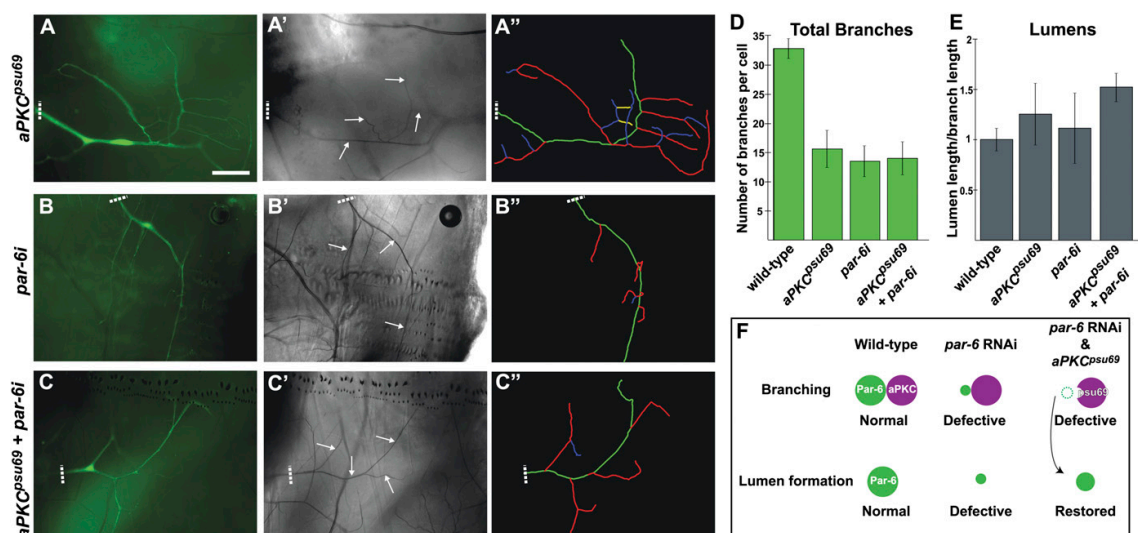 A
A'
A"
aPKCpsu69
B
B'
B"
par-6i
C
C'
C"
aPKCpsu69 + par-6i
D
Total Branches
Number of branches per cell
35
30
25
20
15
10
5
wild-type
aPKCpsu69
par-6i
aPKCpsu69
+ par-6i
E
Lumens
Lumen length/branch length
2
1.5
1
0.5
wild-type
aPKCpsu69
par-6i
aPKCpsu69
+ par-6i
F
Wild-type
par-6 RNAi
par-6 RNAi
&
aPKCpsu69
Branching
Par-6
aPKC
psu69
Normal
Defective
Defective
Lumen formation
Par-6
Normal
Defective
Restored